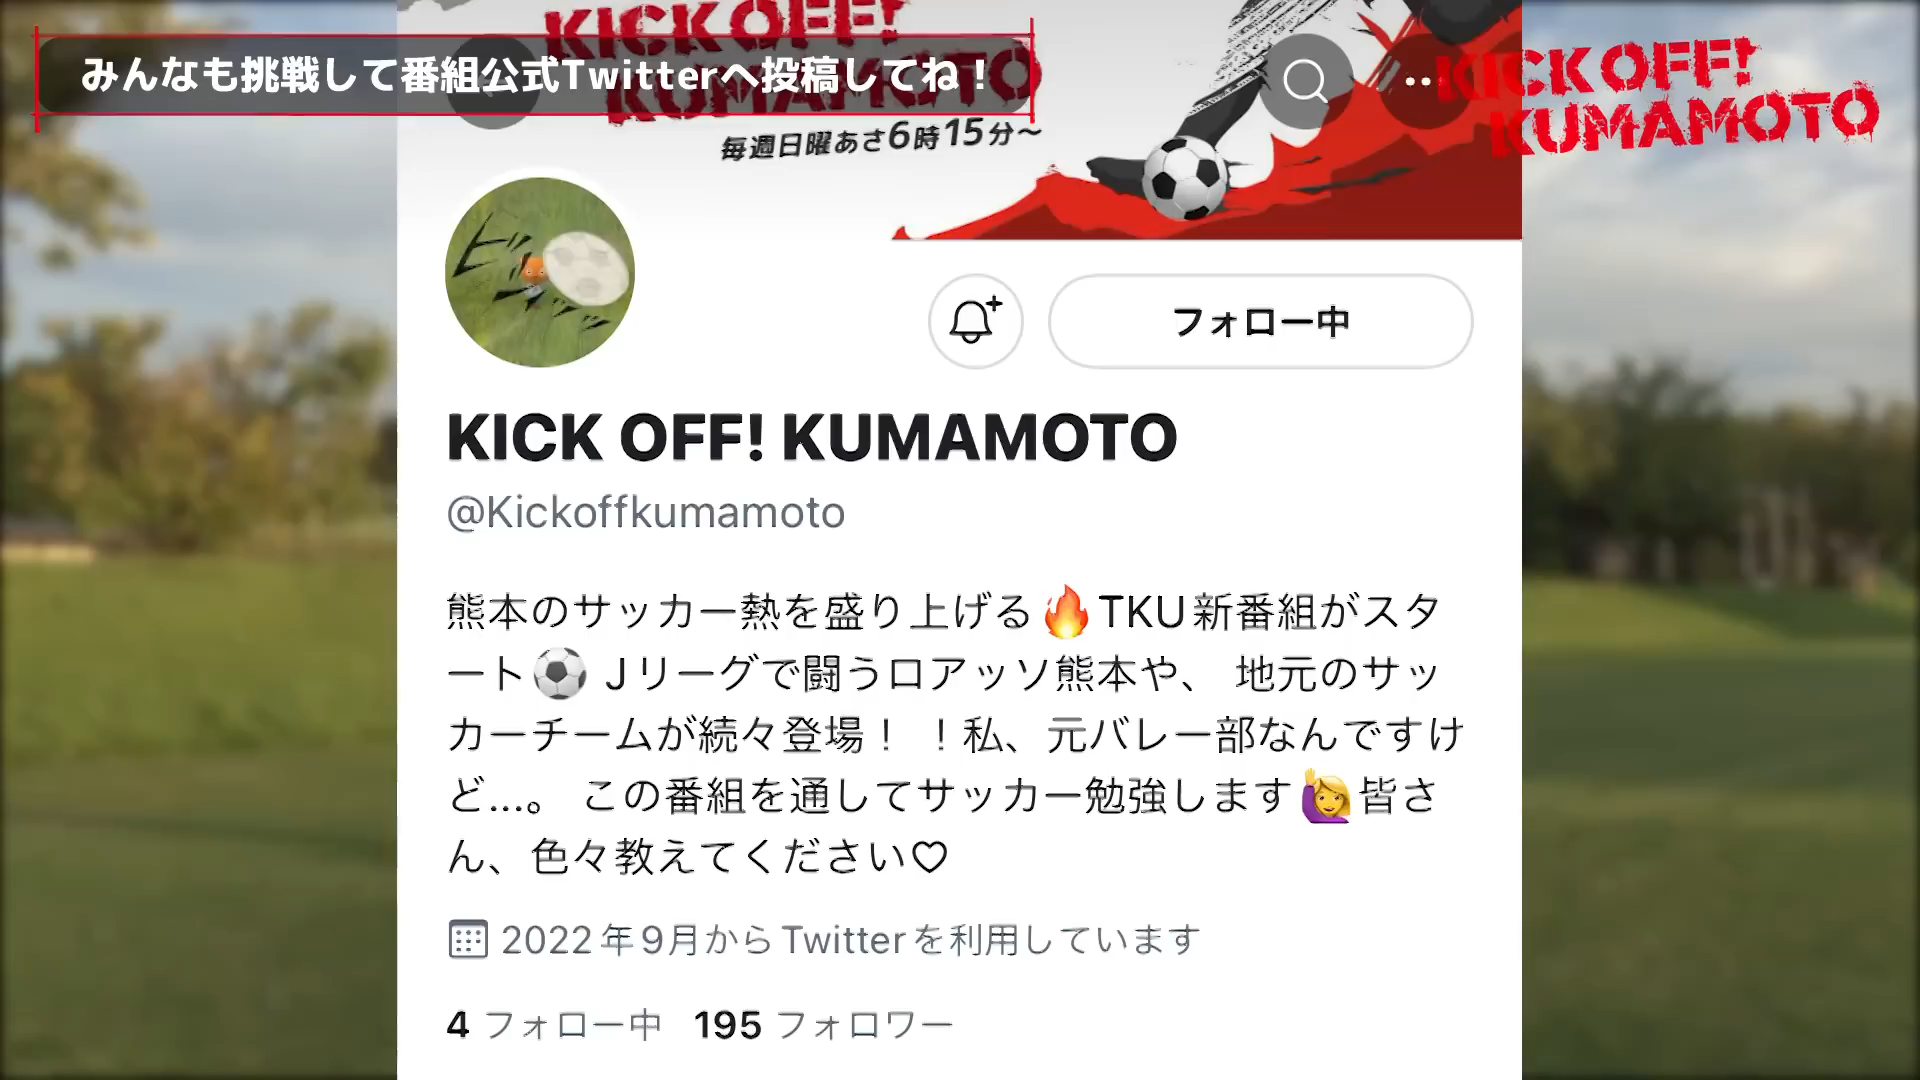 みんなも挑戦して番組公式Twitterへ投稿してね！
KICK OFF!
KUMAMOTO
毎週日曜あさ6時15分～
KICK OFF!
KUMAMOTO
ビッ
フォロー中
KICK OFF! KUMAMOTO
@Kickoffkumamoto
熊本のサッカー熱を盛り上げる🔥TKU新番組がスタ
ート⚽ Jリーグで闘うロアッソ熊本や、 地元のサッ
カーチームが続々登場！ ！私、元バレー部なんですけ
ど...。 この番組を通してサッカー勉強します🙋‍♀️皆さ
ん、色々教えてください♡
2022年9月からTwitterを利用しています
4 フォロー中 195 フォロワー